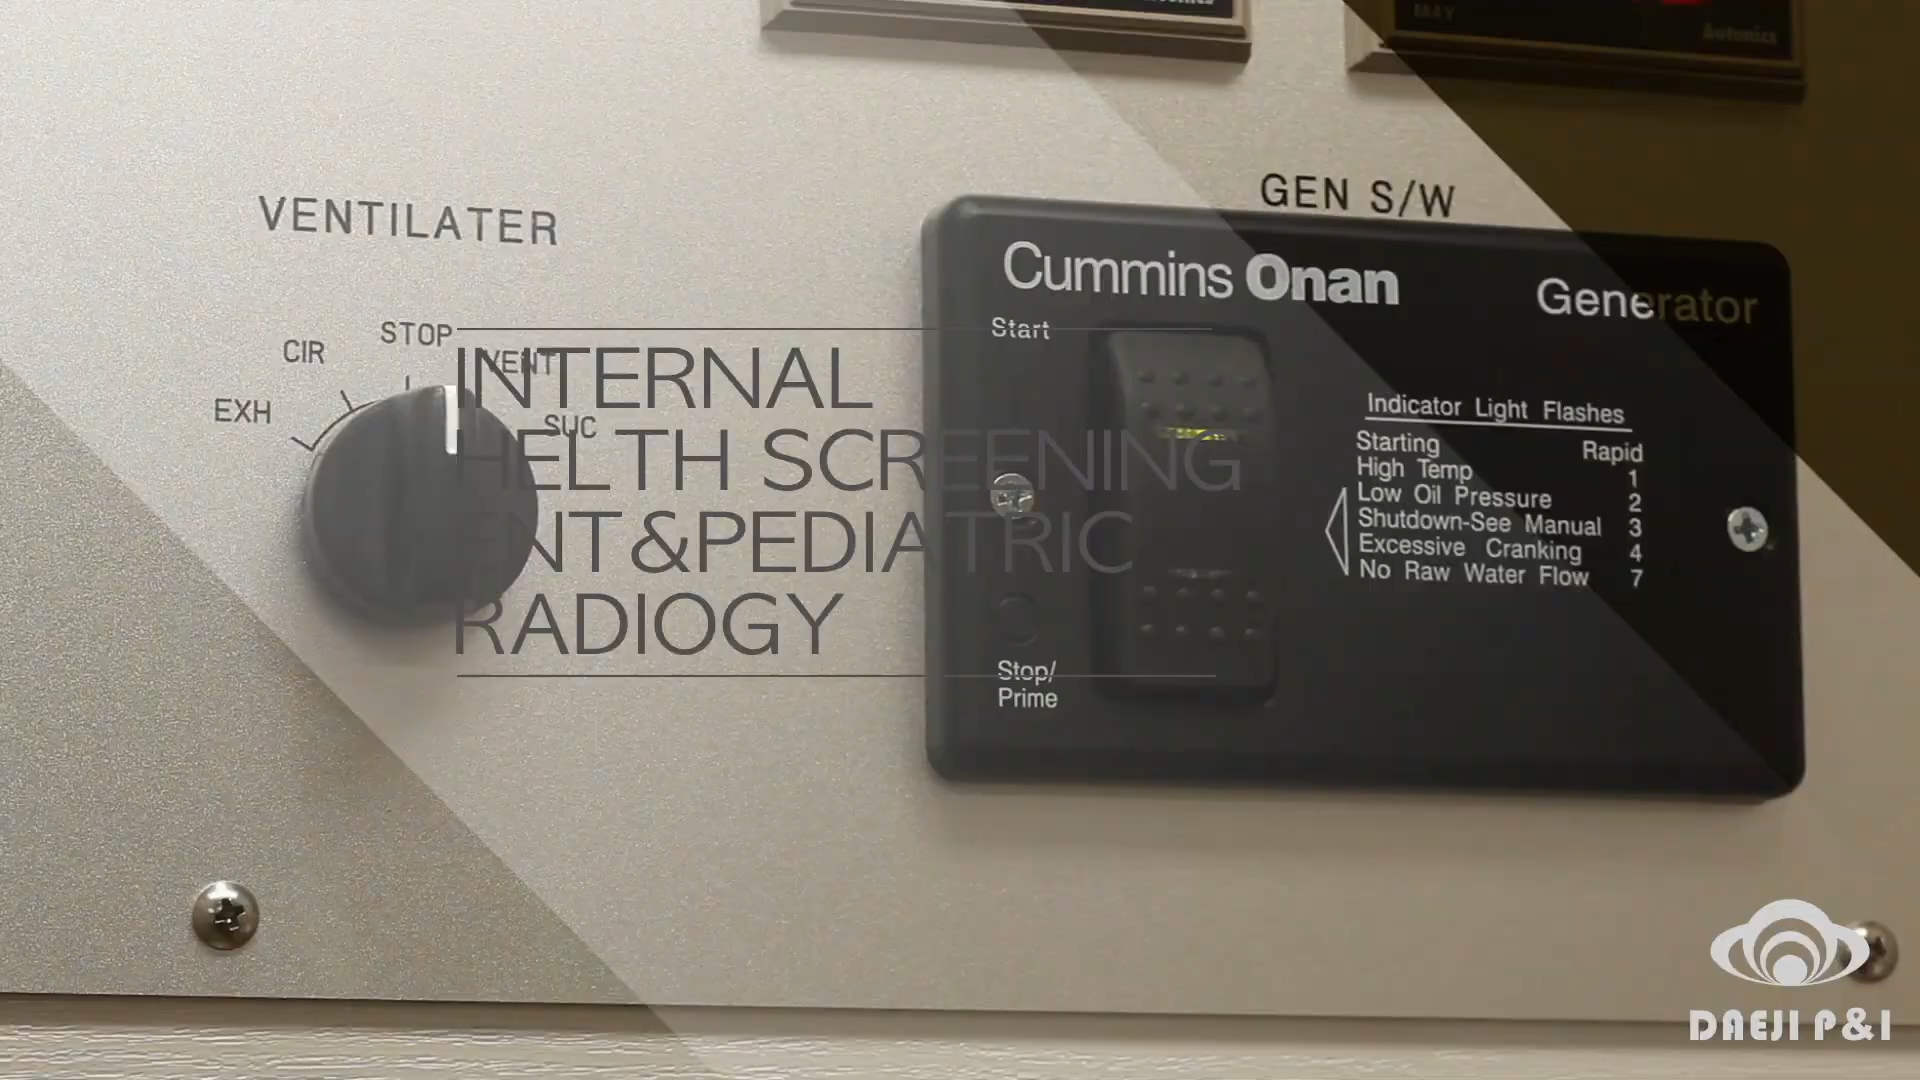 M4Y
Autonics
GEN S/W
VENTILATER
Cummins Onan
Generator
STOP
CIR
VENT
EXH
SUC
Start
INTERNAL
HELTH SCREENING
ENT&PEDIATRIC
RADIOGY
Indicator Light Flashes
Starting Rapid
High Temp 1
Low Oil Pressure 2
Shutdown-See Manual 3
Excessive Cranking 4
No Raw Water Flow 7
Stop/
Prime
DAEJI P&I